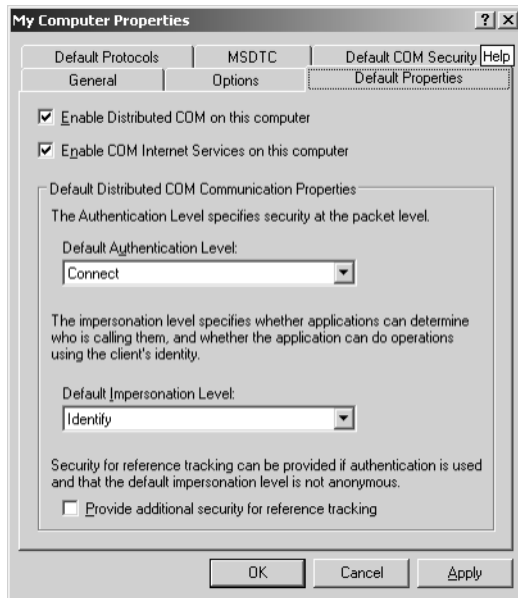 My Computer Properties
Default Protocols MSDTC Default COM Security Help
General Options Default Properties
Enable Distributed COM on this computer
Enable COM Internet Services on this computer
Default Distributed COM Communication Properties
The Authentication Level specifies security at the packet level.
Default Authentication Level:
Connect
The impersonation level specifies whether applications can determine
who is calling them, and whether the application can do operations
using the client's identity.
Default Impersonation Level:
Identify
Security for reference tracking can be provided if authentication is used
and that the default impersonation level is not anonymous.
Provide additional security for reference tracking
OK Cancel Apply